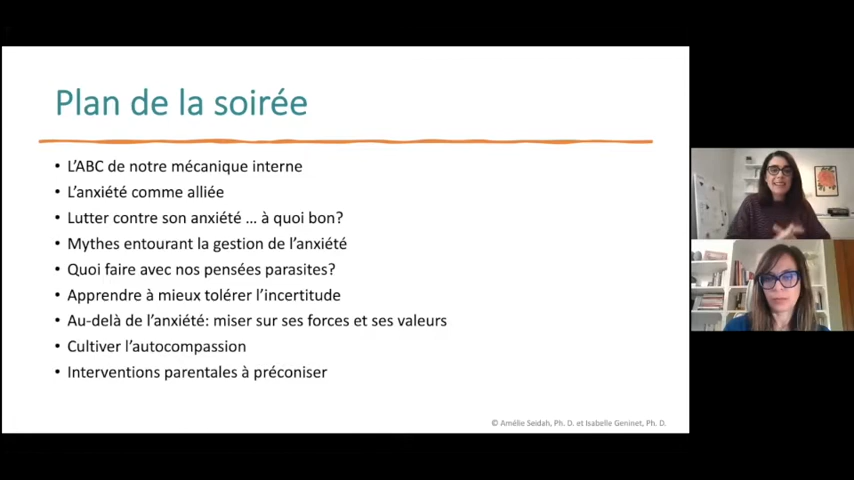 Plan de la soirée
• L'ABC de notre mécanique interne
• L'anxiété comme alliée
• Lutter contre son anxiété ... à quoi bon?
• Mythes entourant la gestion de l'anxiété
• Quoi faire avec nos pensées parasites?
• Apprendre à mieux tolérer l'incertitude
• Au-delà de l'anxiété: miser sur ses forces et ses valeurs
• Cultiver l'autocompassion
• Interventions parentales à préconiser
© Amélie Seidah, Ph. D. et Isabelle Geninet, Ph. D.